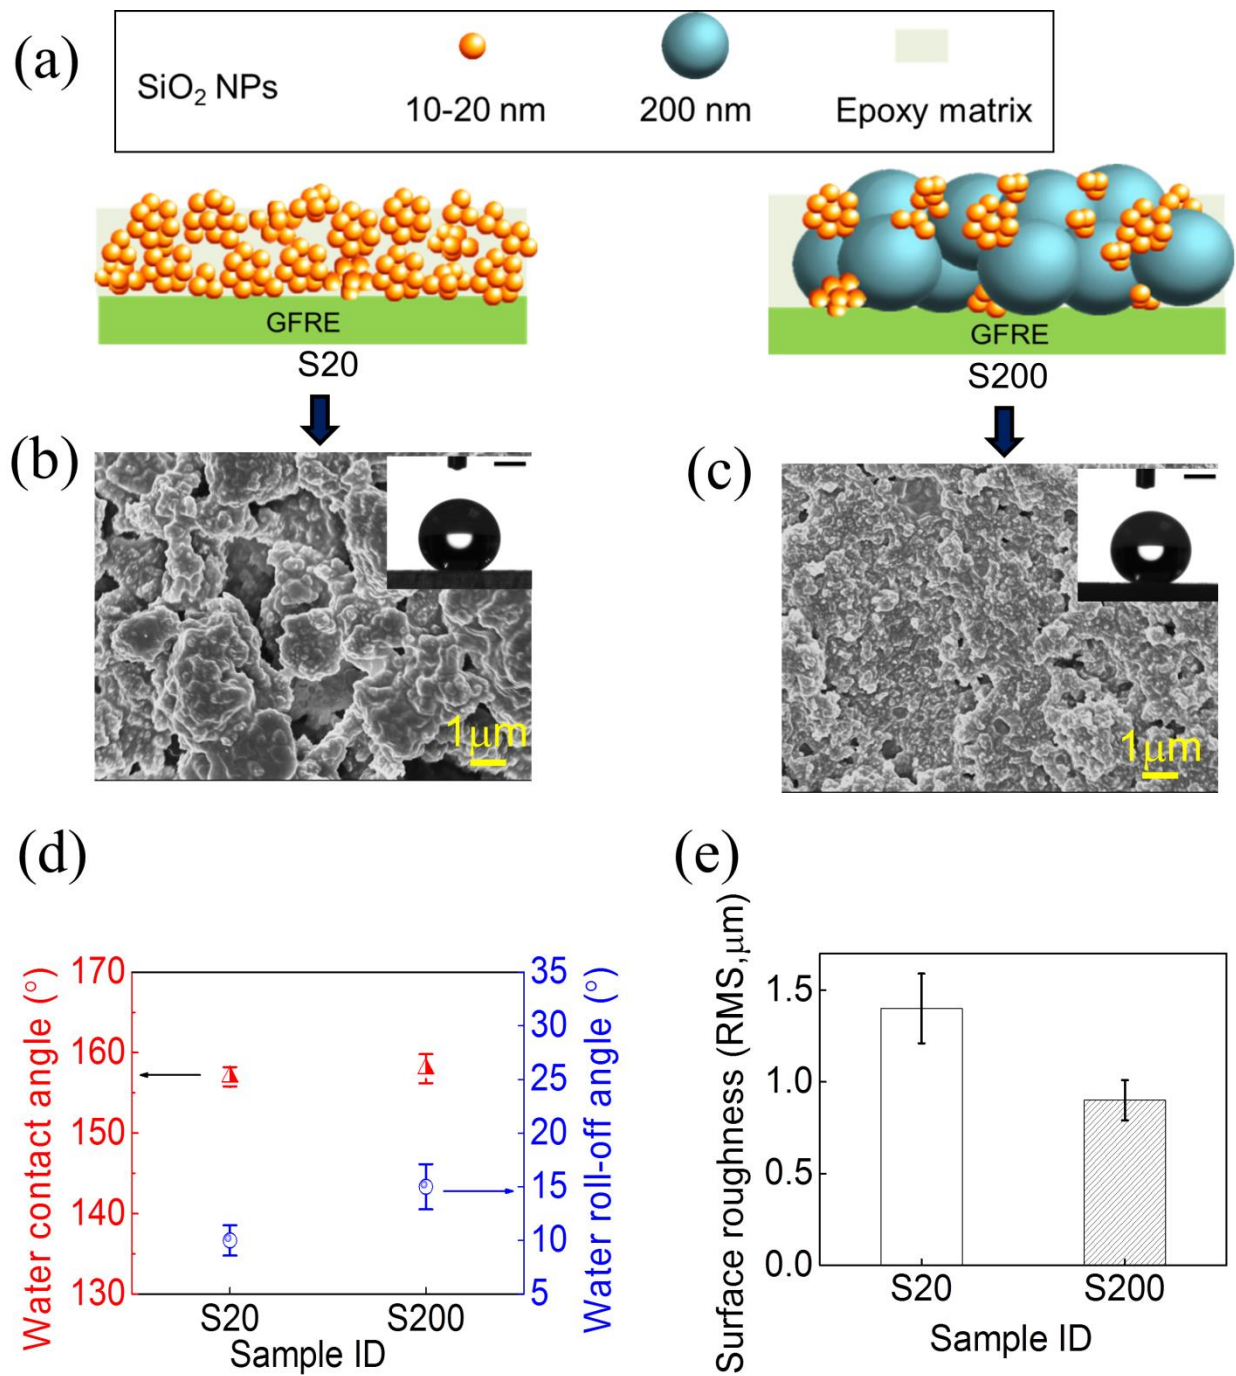 (a)
SiO2 NPs
10-20 nm
200 nm
Epoxy matrix
GFRE
S20
GFRE
S200
(b)
1μm
(c)
1μm
(d)
Water contact angle (°)
170
160
150
140
130
35
30
25
20
15
10
5
Water roll-off angle (°)
S20
S200
Sample ID
(e)
Surface roughness (RMS,μm)
1.5
1.0
0.5
0.0
S20
S200
Sample ID